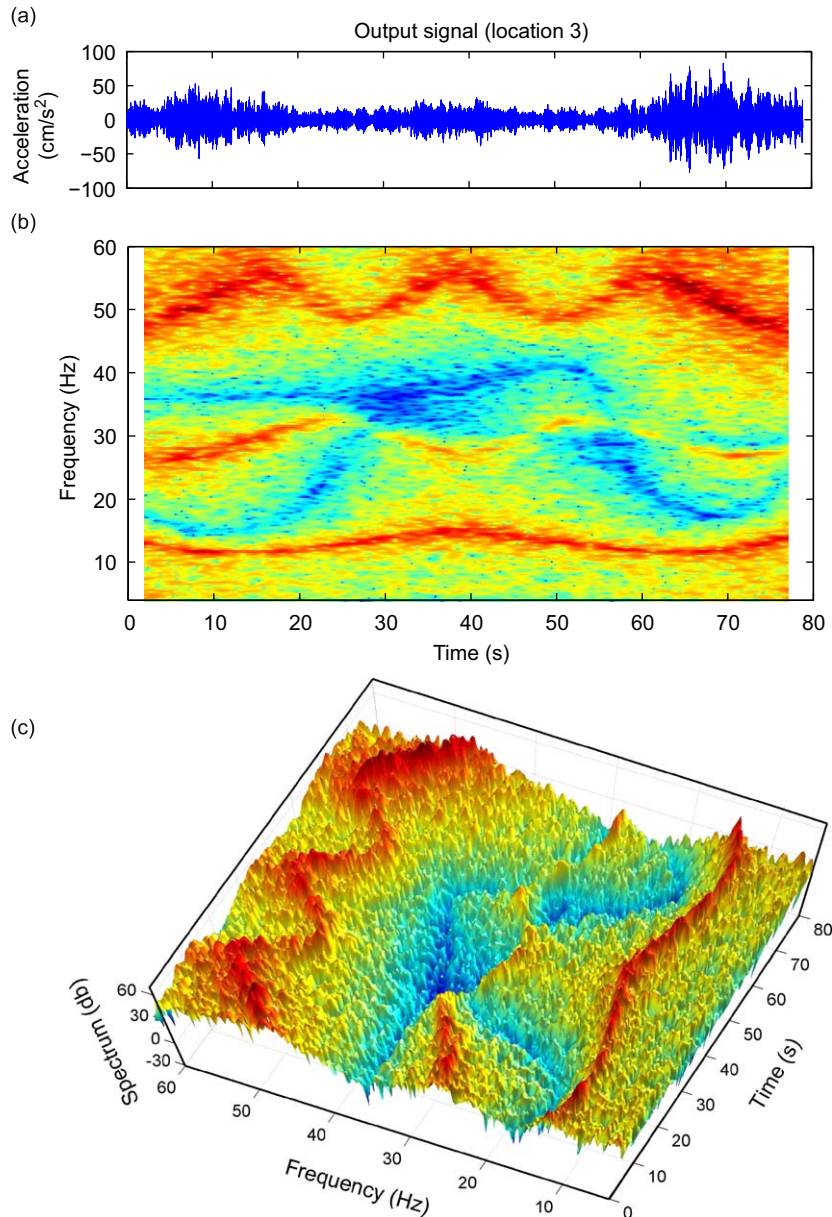 (a)
Output signal (location 3)
Acceleration
(cm/s²)
100
50
0
−50
−100
(b)
Frequency (Hz)
60
50
40
30
20
10
0 10 20 30 40 50 60 70 80
Time (s)
(c)
Spectrum (db)
60
30
0
-30
60 50 40 30 20 10
Frequency (Hz)
0 10 20 30 40 50 60 70 80
Time (s)